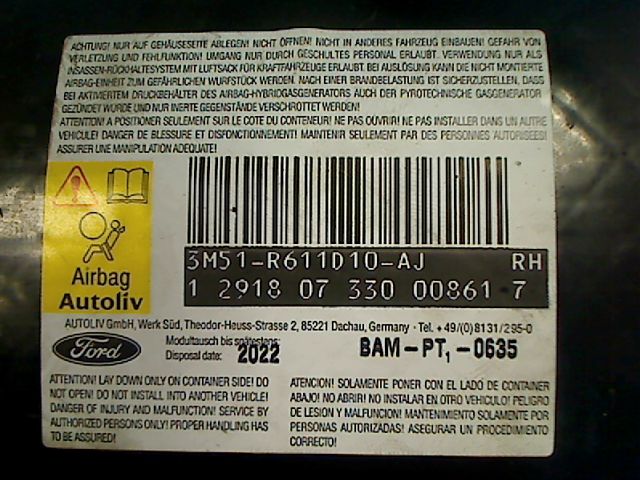 ACHTUNG! NUR AUF GEHÄUSESEITE ABLEGEN! NICHT ÖFFNEN! NICHT IN ANDERES FAHRZEUG EINBAUEN! GEFAHR VON
VERLETZUNG UND FEHLFUNKTION! UMGANG NUR DURCH GESCHULTES PERSONAL ERLAUBT. VERWENDUNG NUR ALS
INSASSEN-RÜCKHALTESYSTEM MIT LUFTSACK FÜR KRAFTFAHRZEUGE ERLAUBT. BEI AUSLÖSUNG KANN DIE NICHT MONTIERTE
AIRBAG-EINHEIT ZUM GEFÄHRLICHEN WURFSTÜCK WERDEN. NACH EINER BRANDBELASTUNG IST SICHERZUSTELLEN, DASS
BEI AKTIVIERTEM DRUCKBEHÄLTER DES AIRBAG-HYBRIDGASGENERATORS AUCH DER PYROTECHNISCHE GASGENERATOR
GEZÜNDET WURDE UND NUR INERTE GEGENSTÄNDE VERSCHROTTET WERDEN!
ATTENTION! A POSITIONER SEULEMENT SUR LE COTE DU CONTENEUR! NE PAS OUVRIR! NE PAS INSTALLER DANS UN AUTRE
VEHICULE! DANGER DE BLESSURE ET DISFONCTIONNEMENT! MAINTENIR SEULEMENT PAR DES PERSONNES AUTORISEES!
ASSURER UNE MANIPULATION ADEQUATE!
3M51-R611D10-AJ RH
1 2918 07 330 00861 7
Airbag
Autoliv
AUTOLIV GmbH, Werk Süd, Theodor-Heuss-Strasse 2, 85221 Dachau, Germany · Tel. +49/(0)8131/295-0
Ford
Modultausch bis spätestens:
Disposal date: 2022
BAM-PT₁-0635
ATTENTION! LAY DOWN ONLY ON CONTAINER SIDE! DO
NOT OPEN! DO NOT INSTALL INTO ANOTHER VEHICLE!
DANGER OF INJURY AND MALFUNCTION! SERVICE BY
AUTHORIZED PERSONS ONLY! PROPER HANDLING HAS
TO BE ASSURED!
ATENCION! SOLAMENTE PONER CON EL LADO DE CONTAINER
ABAJO! NO ABRIR! NO INSTALAR EN OTRO VEHICULO! PELIGRO
DE LESION Y MALFUNCION! MANTENIMIENTO SOLAMENTE POR
PERSONAS AUTORIZADAS! ASEGURAR UN PROCEDIMIENTO
CORRECTO!